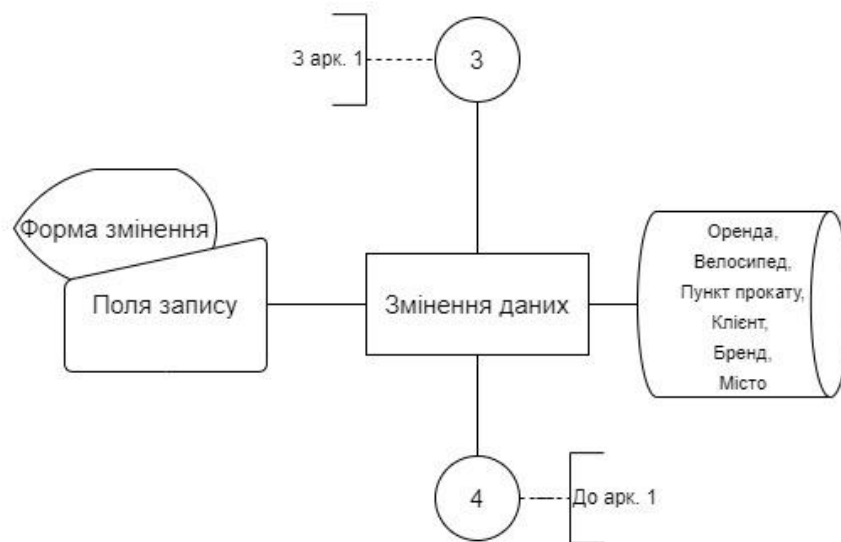 З арк. 1
3
Форма змінення
Поля запису
Змінення даних
Оренда,
Велосипед,
Пункт прокату,
Клієнт,
Бренд,
Місто
4
До арк. 1